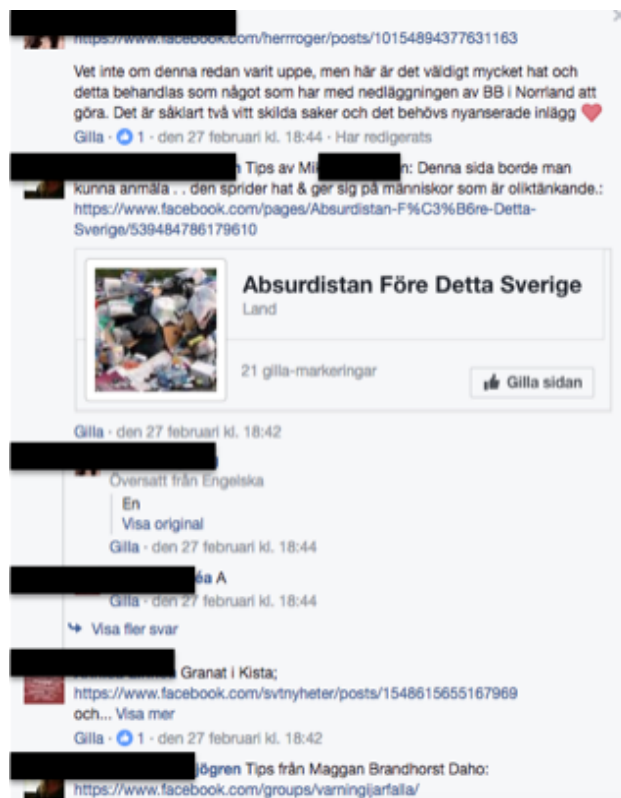 https://www.facebook.com/herrroger/posts/10154894377631163
Vet inte om denna redan varit uppe, men här är det väldigt mycket hat och
detta behandlas som något som har med nedläggningen av BB i Norrland att
göra. Det är såklart två vitt skilda saker och det behövs nyanserade inlägg ❤
Gilla · 1 · den 27 februari kl. 18:44 · Har redigerats
Tips av Mi n: Denna sida borde man
kunna anmäla . . den sprider hat & ger sig på människor som är oliktänkande.:
https://www.facebook.com/pages/Absurdistan-F%C3%B6re-Detta-
Sverige/539484786179610
Absurdistan Före Detta Sverige
Land
21 gilla-markeringar
Gilla sidan
Gilla · den 27 februari kl. 18:42
Översatt från Engelska
En
Visa original
Gilla · den 27 februari kl. 18:44
éa A
Gilla · den 27 februari kl. 18:44
Visa fler svar
Granat i Kista;
https://www.facebook.com/svtnyheter/posts/1548615655167969
och... Visa mer
Gilla · 1 · den 27 februari kl. 18:42
jögren Tips från Maggan Brandhorst Daho:
https://www.facebook.com/groups/varningijarfalla/